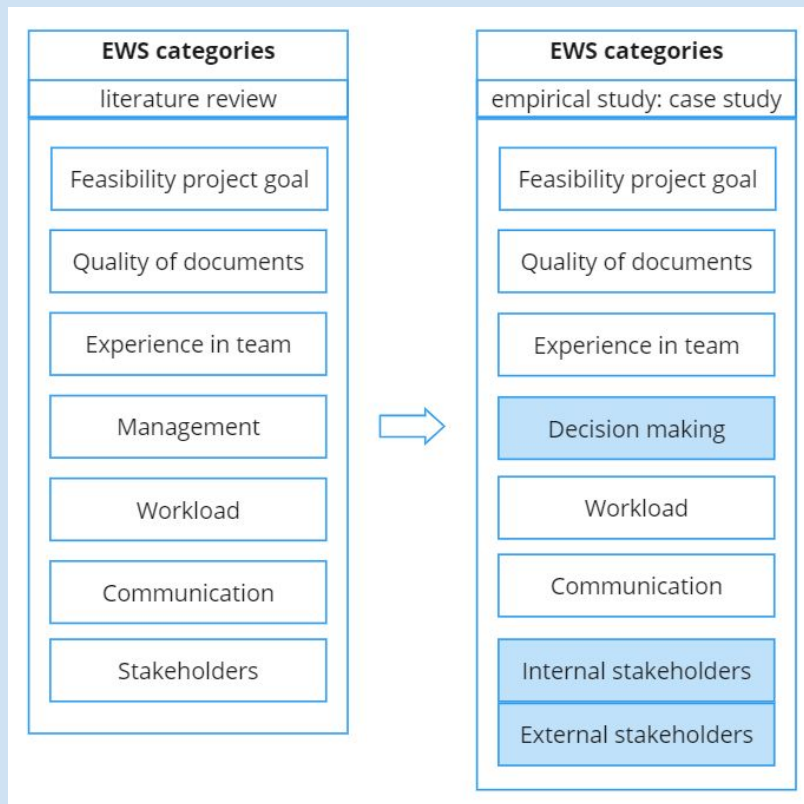 EWS categories
literature review
Feasibility project goal
Quality of documents
Experience in team
Management
Workload
Communication
Stakeholders
EWS categories
empirical study: case study
Feasibility project goal
Quality of documents
Experience in team
Decision making
Workload
Communication
Internal stakeholders
External stakeholders